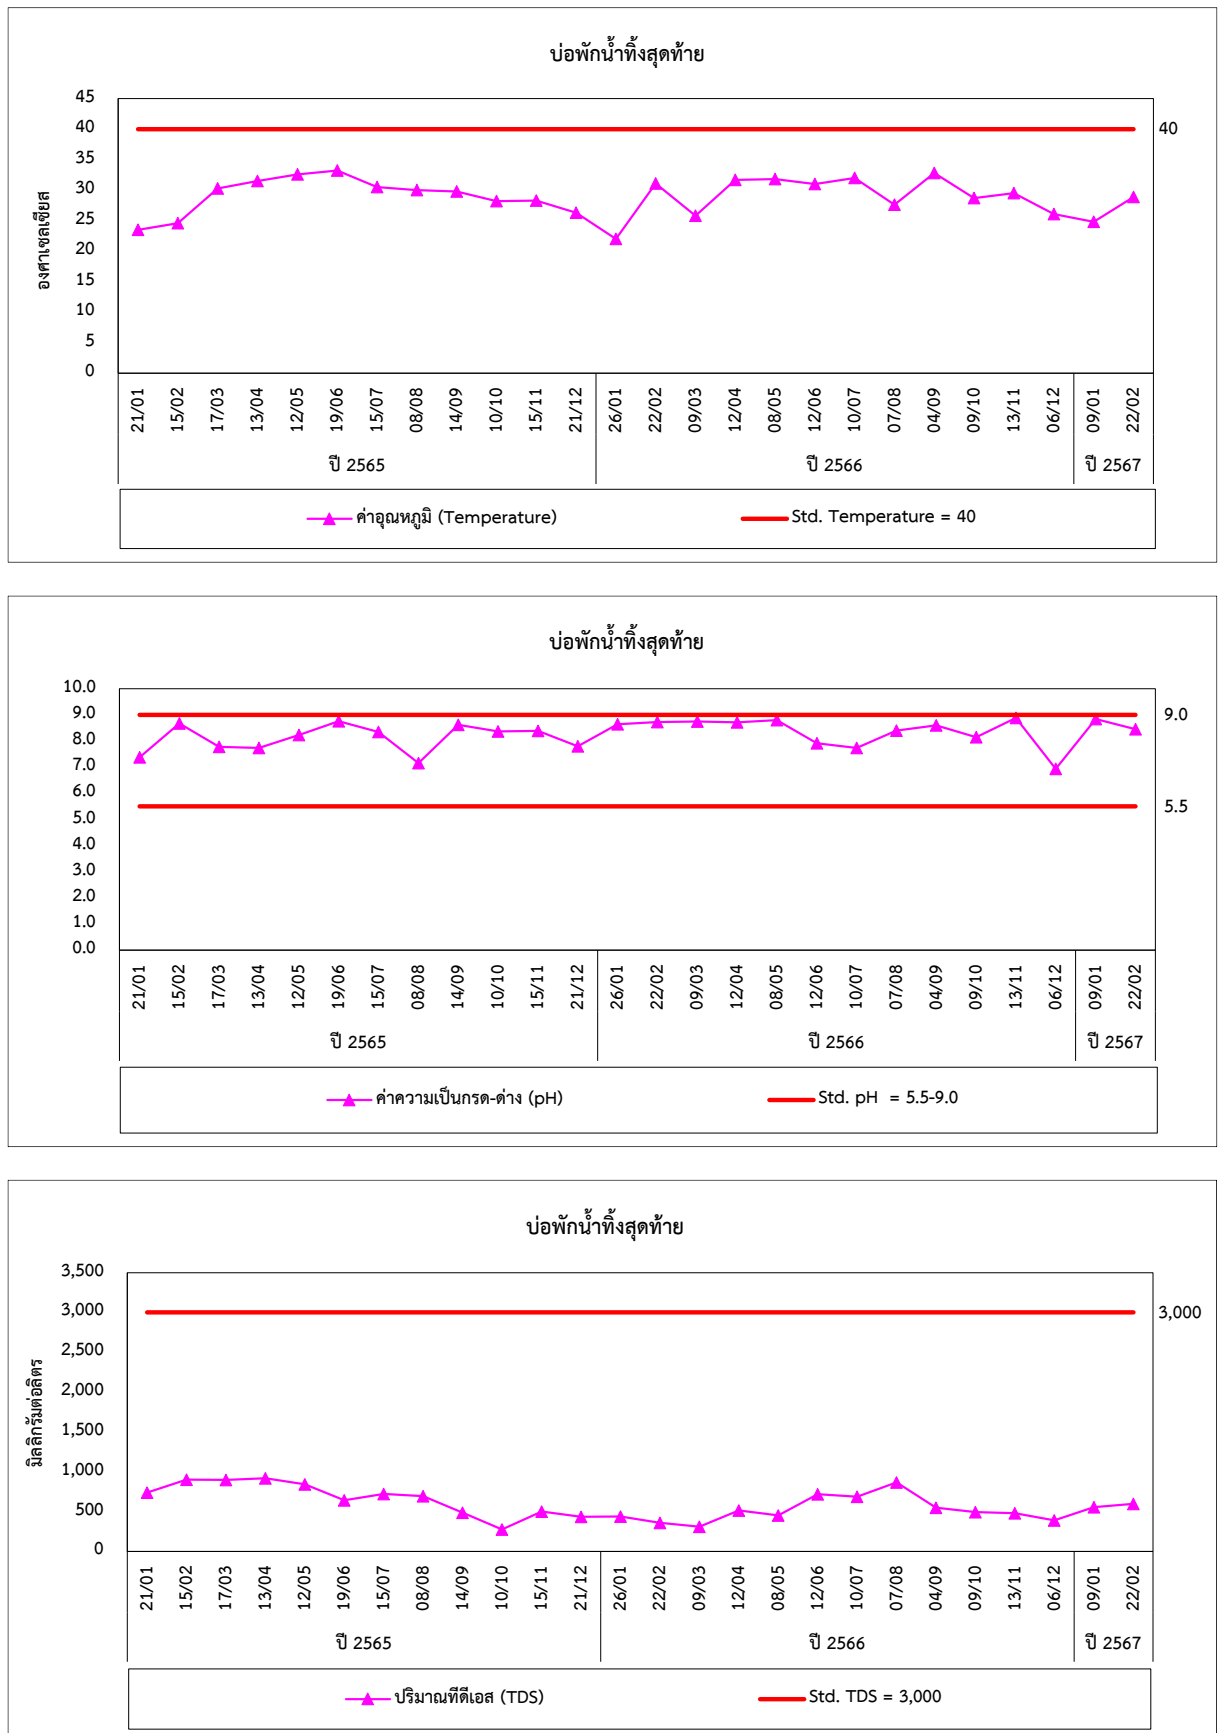 บ่อพักน้ำทิ้งสุดท้าย
องศาเซลเซียส
45
40
35
30
25
20
15
10
5
0
40
21/01 15/02 17/03 13/04 12/05 19/06 15/07 08/08 14/09 10/10 15/11 21/12 26/01 22/02 09/03 12/04 08/05 12/06 10/07 07/08 04/09 09/10 13/11 06/12 09/01 22/02
ปี 2565 ปี 2566 ปี 2567
ค่าอุณหภูมิ (Temperature) Std. Temperature = 40
บ่อพักน้ำทิ้งสุดท้าย
10.0
9.0
8.0
7.0
6.0
5.0
4.0
3.0
2.0
1.0
0.0
9.0
5.5
21/01 15/02 17/03 13/04 12/05 19/06 15/07 08/08 14/09 10/10 15/11 21/12 26/01 22/02 09/03 12/04 08/05 12/06 10/07 07/08 04/09 09/10 13/11 06/12 09/01 22/02
ปี 2565 ปี 2566 ปี 2567
ค่าความเป็นกรด-ด่าง (pH) Std. pH = 5.5-9.0
บ่อพักน้ำทิ้งสุดท้าย
มิลลิกรัมต่อลิตร
3,500
3,000
2,500
2,000
1,500
1,000
500
0
3,000
21/01 15/02 17/03 13/04 12/05 19/06 15/07 08/08 14/09 10/10 15/11 21/12 26/01 22/02 09/03 12/04 08/05 12/06 10/07 07/08 04/09 09/10 13/11 06/12 09/01 22/02
ปี 2565 ปี 2566 ปี 2567
ปริมาณทีดีเอส (TDS) Std. TDS = 3,000